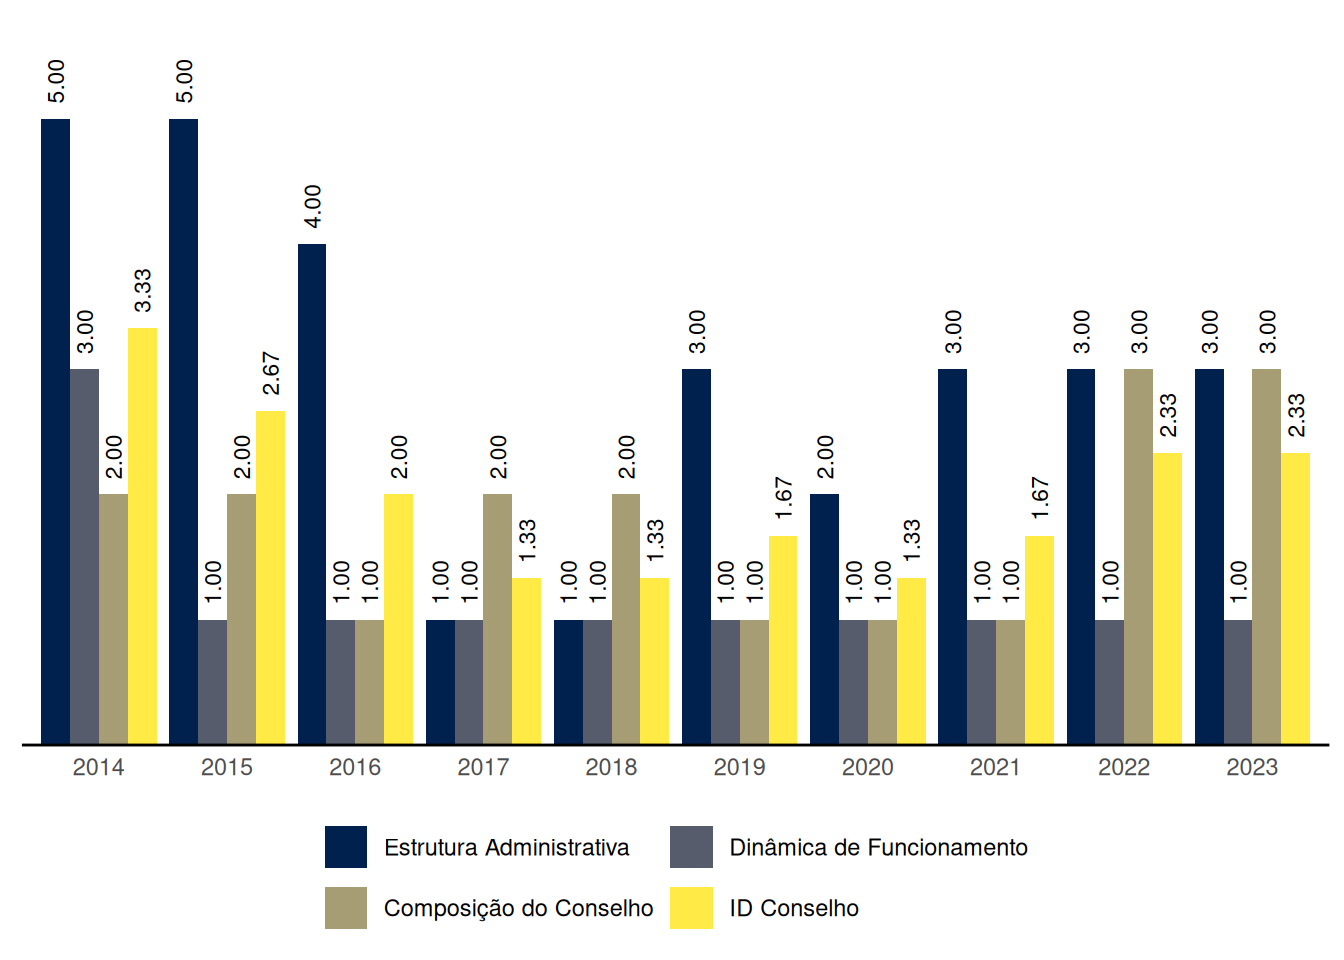 5.00 3.00 2.00 3.33 5.00 1.00 2.00 2.67 4.00 1.00 1.00 2.00 1.00 1.00 2.00 1.33 1.00 1.00 2.00 1.33 3.00 1.00 1.00 1.67 2.00 1.00 1.00 1.33 3.00 1.00 1.00 1.67 3.00 1.00 3.00 2.33 3.00 1.00 3.00 2.33
2014 2015 2016 2017 2018 2019 2020 2021 2022 2023
Estrutura Administrativa Dinâmica de Funcionamento
Composição do Conselho ID Conselho